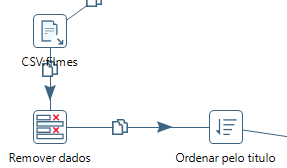 CSV filmes
Remover dados
Ordenar pelo titulo